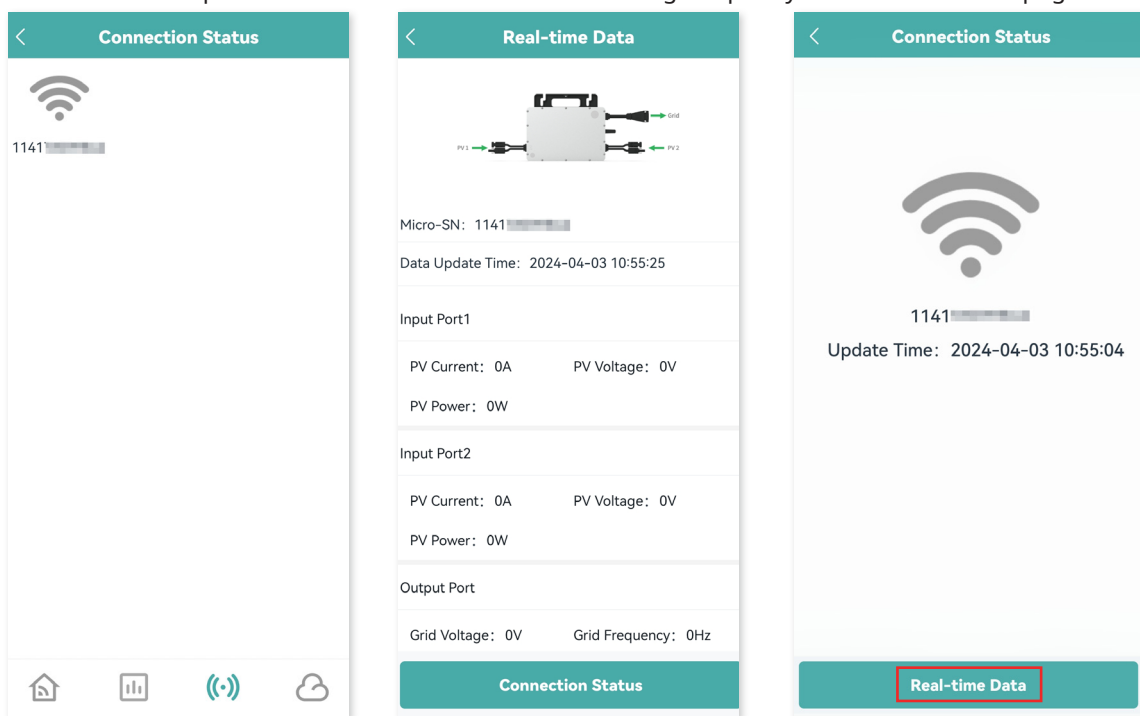 Connection Status
1141
Real-time Data
Grid
PV 1
PV 2
Micro-SN: 1141
Data Update Time: 2024-04-03 10:55:25
Input Port1
PV Current: 0A PV Voltage: 0V
PV Power: 0W
Input Port2
PV Current: 0A PV Voltage: 0V
PV Power: 0W
Output Port
Grid Voltage: 0V Grid Frequency: 0Hz
Connection Status
Connection Status
1141
Update Time: 2024-04-03 10:55:04
Real-time Data